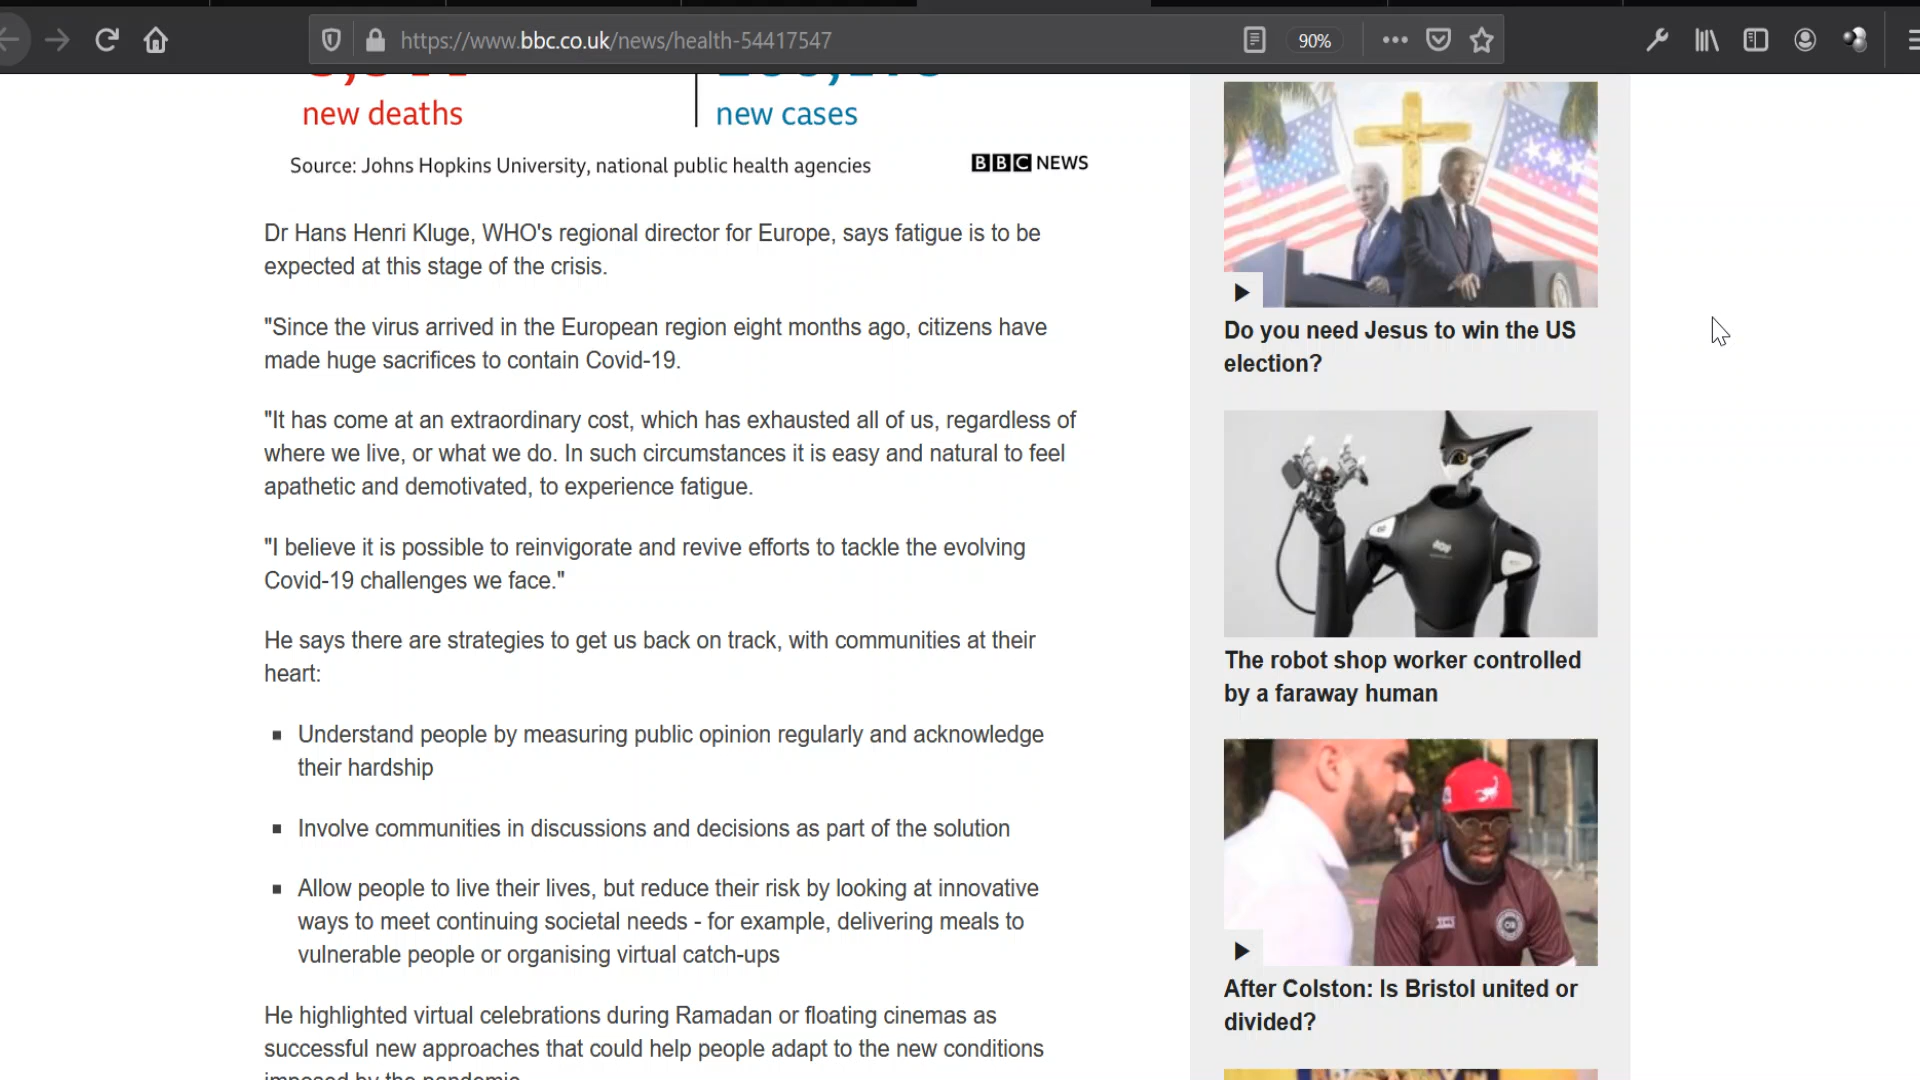 https://www.bbc.co.uk/news/health-54417547
90%
new deaths
new cases
Source: Johns Hopkins University, national public health agencies
BBC NEWS
Dr Hans Henri Kluge, WHO's regional director for Europe, says fatigue is to be
expected at this stage of the crisis.
"Since the virus arrived in the European region eight months ago, citizens have
made huge sacrifices to contain Covid-19.
"It has come at an extraordinary cost, which has exhausted all of us, regardless of
where we live, or what we do. In such circumstances it is easy and natural to feel
apathetic and demotivated, to experience fatigue.
"I believe it is possible to reinvigorate and revive efforts to tackle the evolving
Covid-19 challenges we face."
He says there are strategies to get us back on track, with communities at their
heart:
Understand people by measuring public opinion regularly and acknowledge
their hardship
Involve communities in discussions and decisions as part of the solution
Allow people to live their lives, but reduce their risk by looking at innovative
ways to meet continuing societal needs - for example, delivering meals to
vulnerable people or organising virtual catch-ups
He highlighted virtual celebrations during Ramadan or floating cinemas as
successful new approaches that could help people adapt to the new conditions
imposed by the pandemic
Do you need Jesus to win the US
election?
The robot shop worker controlled
by a faraway human
After Colston: Is Bristol united or
divided?